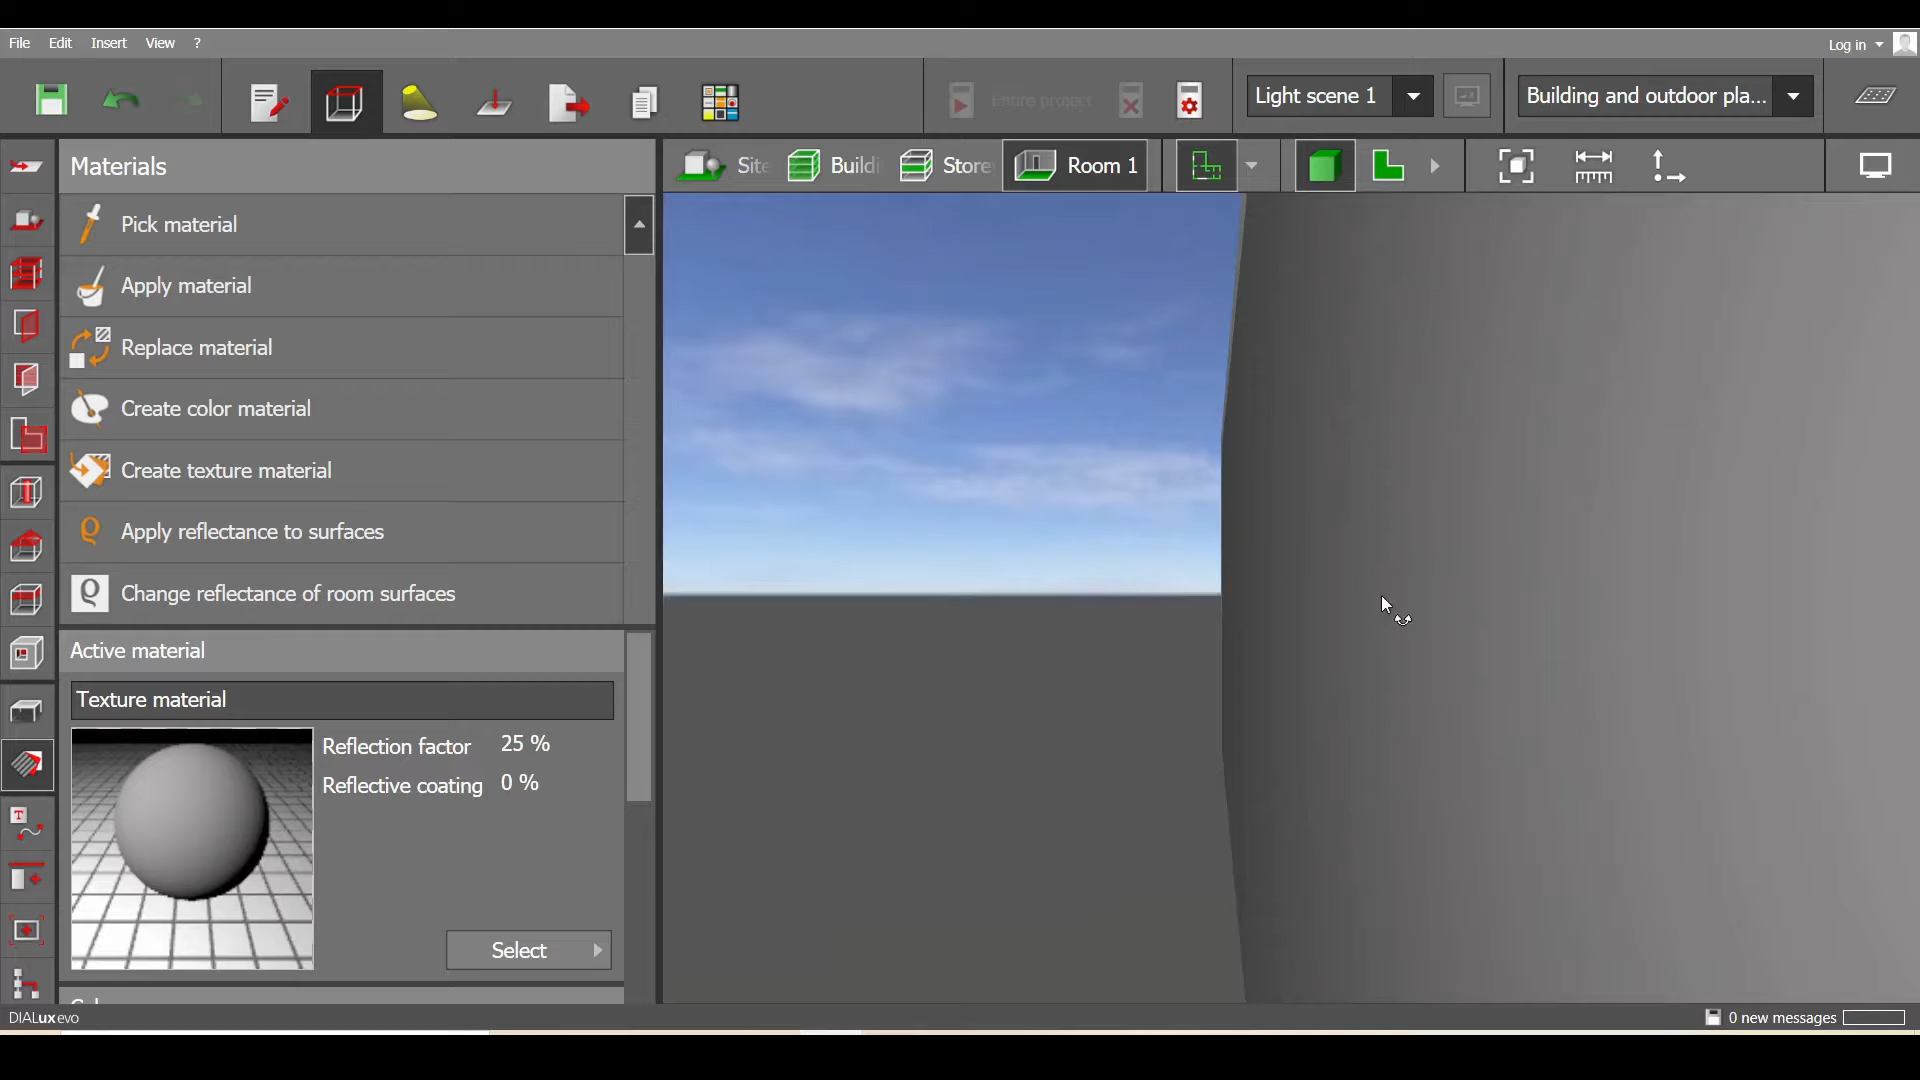 File Edit Insert View ?
Log in
Entire project
Light scene 1
Building and outdoor pla...
Materials
Site
Buildi
Store
Room 1
Pick material
Apply material
Replace material
Create color material
Create texture material
Apply reflectance to surfaces
Change reflectance of room surfaces
Active material
Texture material
Reflection factor 25 %
Reflective coating 0 %
Select
DIALux evo
0 new messages